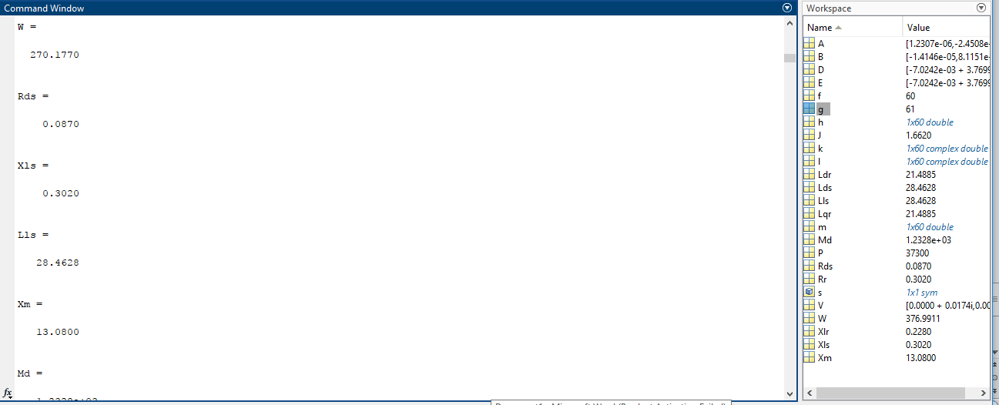 Command Window
W =
270.1770
Rds =
0.0870
Xls =
0.3020
Lls =
28.4628
Xm =
13.0800
Md =
fx
Workspace
Name Value
A [1.2307e-06,-2.4508e-
B [-1.4146e-05,8.1151e-
D [-7.0242e-03 + 3.7699
E [-7.0242e-03 + 3.7699
f 60
g 61
h 1x60 double
J 1.6620
k 1x60 complex double
l 1x60 complex double
Ldr 21.4885
Lds 28.4628
Lls 28.4628
Lqr 21.4885
m 1x60 double
Md 1.2328e+03
P 37300
Rds 0.0870
Rr 0.3020
s 1x1 sym
V [0.0000 + 0.0174i,0.00
W 376.9911
Xlr 0.2280
Xls 0.3020
Xm 13.0800